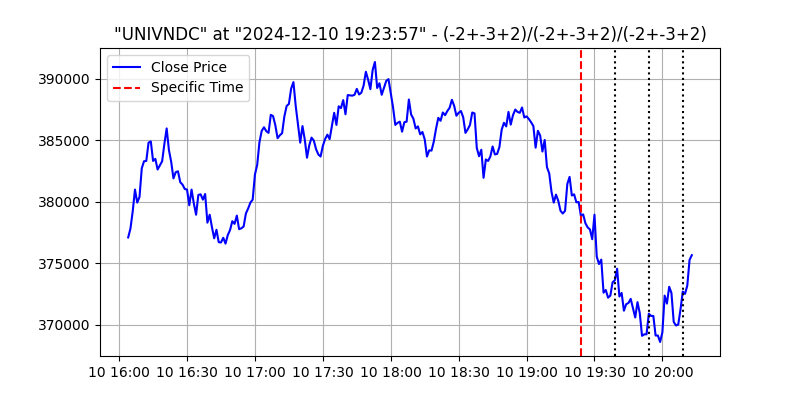 "UNIVNDC" at "2024-12-10 19:23:57" - (-2+-3+2)/(-2+-3+2)/(-2+-3+2)
Close Price
Specific Time
390000
385000
380000
375000
370000
10 16:00 10 16:30 10 17:00 10 17:30 10 18:00 10 18:30 10 19:00 10 19:30 10 20:00